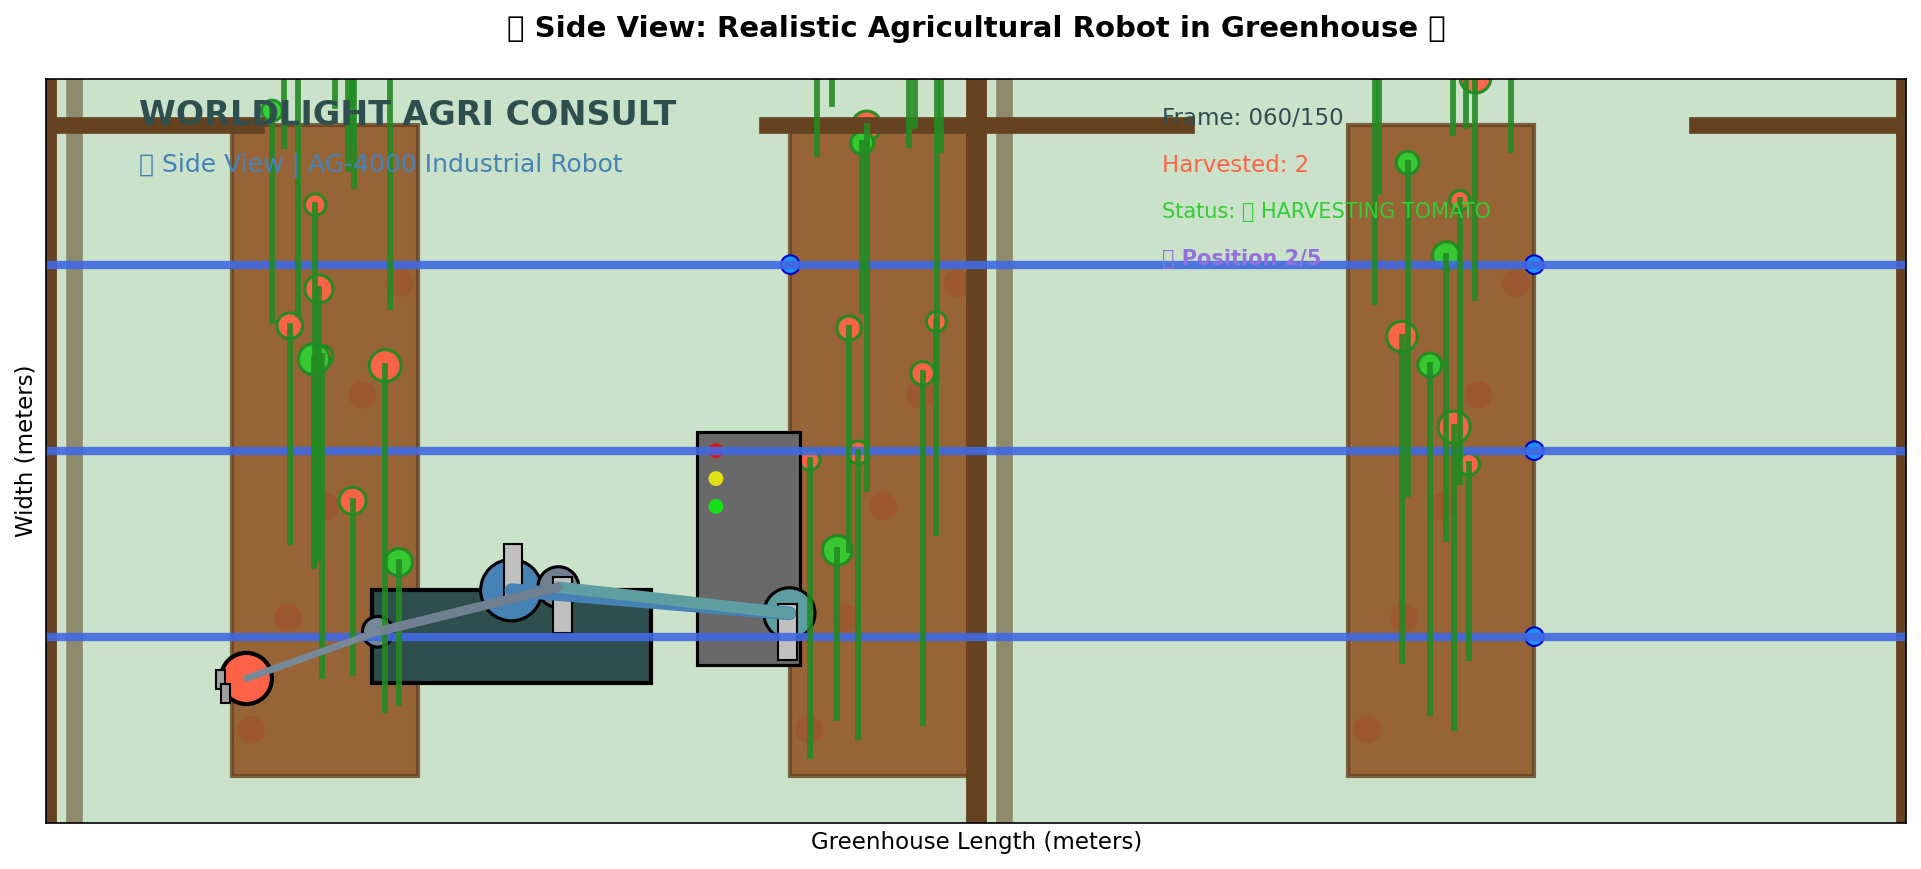 Side View: Realistic Agricultural Robot in Greenhouse
WORLDLIGHT AGRI CONSULT
Side View | AG-4000 Industrial Robot
Frame: 060/150
Harvested: 2
Status: HARVESTING TOMATO
Position 2/5
Width (meters)
Greenhouse Length (meters)